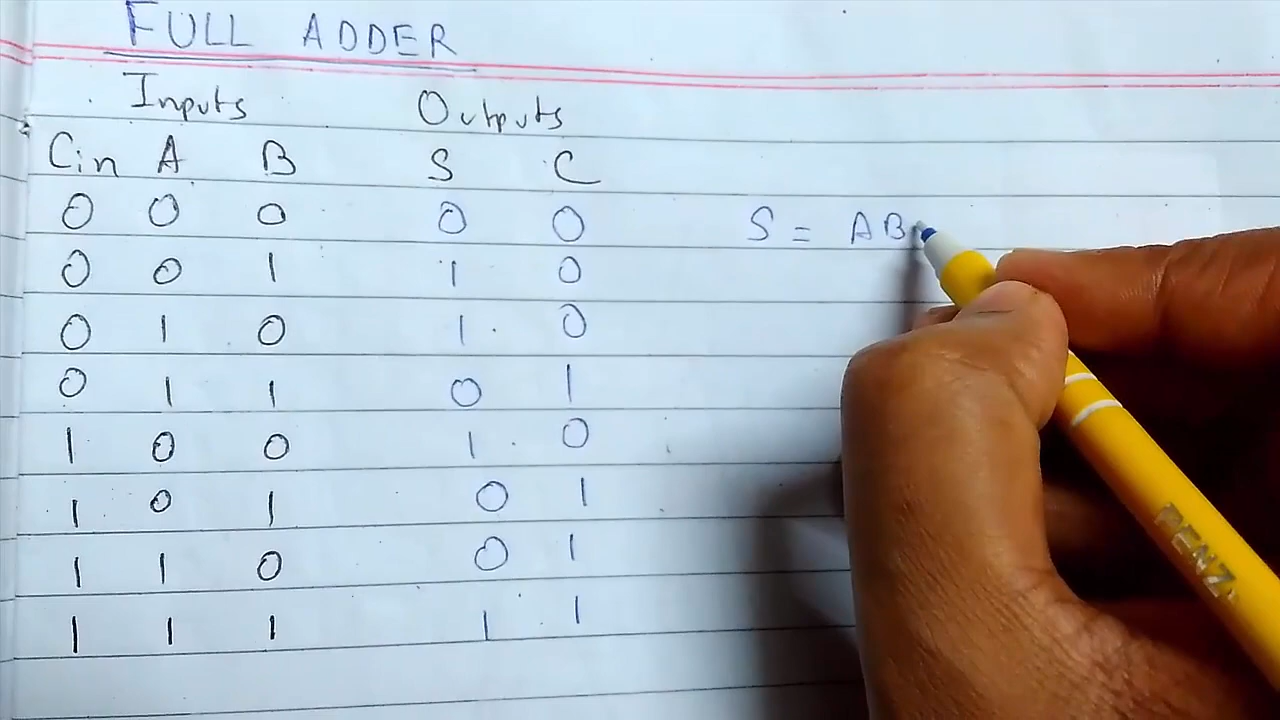 FULL ADDER
Inputs Outputs
Cin A B S C
0 0 0 0 0 S = AB
0 0 1 1 0
0 1 0 1 0
0 1 1 0 1
1 0 0 1 0
1 0 1 0 1
1 1 0 0 1
1 1 1 1 1
PENZ